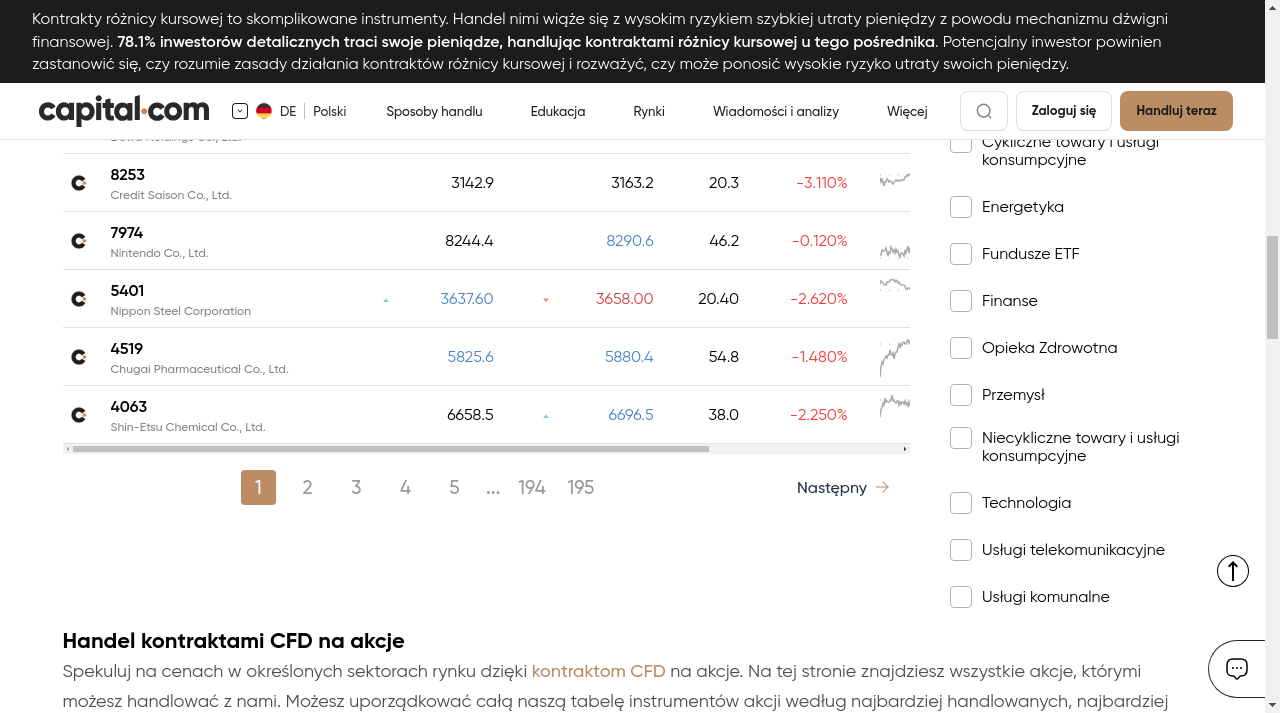 Kontrakty różnicy kursowej to skomplikowane instrumenty. Handel nimi wiąże się z wysokim ryzykiem szybkiej utraty pieniędzy z powodu mechanizmu dźwigni
finansowej. 78.1% inwestorów detalicznych traci swoje pieniądze, handlując kontraktami różnicy kursowej u tego pośrednika. Potencjalny inwestor powinien
zastanowić się, czy rozumie zasady działania kontraktów różnicy kursowej i rozważyć, czy może ponosić wysokie ryzyko utraty swoich pieniędzy.
capital.com
DE
Polski
Sposoby handlu
Edukacja
Rynki
Wiadomości i analizy
Więcej
Zaloguj się
Handluj teraz
8253 3142.9 3163.2 20.3 -3.110%
Credit Saison Co., Ltd.
7974 8244.4 8290.6 46.2 -0.120%
Nintendo Co., Ltd.
5401 3637.60 3658.00 20.40 -2.620%
Nippon Steel Corporation
4519 5825.6 5880.4 54.8 -1.480%
Chugai Pharmaceutical Co., Ltd.
4063 6658.5 6696.5 38.0 -2.250%
Shin-Etsu Chemical Co., Ltd.
1 2 3 4 5 ... 194 195
Następny
Cykliczne towary i usługi
konsumpcyjne
Energetyka
Fundusze ETF
Finanse
Opieka Zdrowotna
Przemysł
Niecykliczne towary i usługi
konsumpcyjne
Technologia
Usługi telekomunikacyjne
Usługi komunalne
Handel kontraktami CFD na akcje
Spekuluj na cenach w określonych sektorach rynku dzięki kontraktom CFD na akcje. Na tej stronie znajdziesz wszystkie akcje, którymi
możesz handlować z nami. Możesz uporządkować całą naszą tabelę instrumentów akcji według najbardziej handlowanych, najbardziej